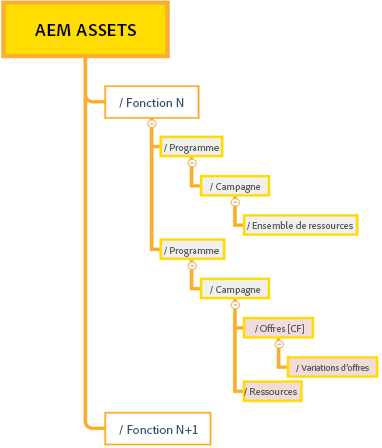 AEM ASSETS
/ Fonction N
/ Programme
/ Campagne
/ Ensemble de ressources
/ Programme
/ Campagne
/ Offres [CF]
/ Variations d'offres
/ Ressources
/ Fonction N+1